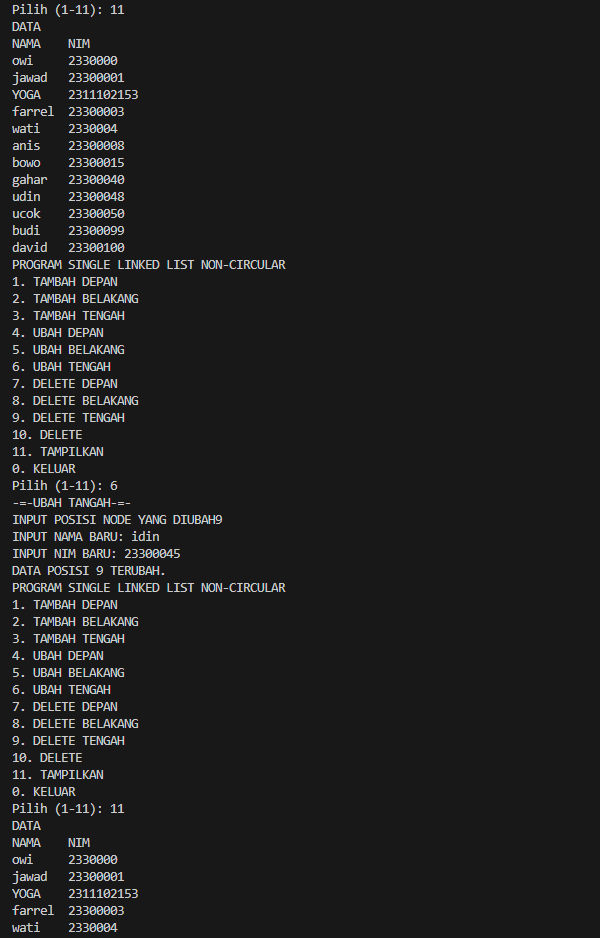 Pilih (1-11): 11
DATA
NAMA    NIM
owi     2330000
jawad   23300001
YOGA    2311102153
farrel  23300003
wati    2330004
anis    23300008
bowo    23300015
gahar   23300040
udin    23300048
ucok    23300050
budi    23300099
david   23300100
PROGRAM SINGLE LINKED LIST NON-CIRCULAR
1. TAMBAH DEPAN
2. TAMBAH BELAKANG
3. TAMBAH TENGAH
4. UBAH DEPAN
5. UBAH BELAKANG
6. UBAH TENGAH
7. DELETE DEPAN
8. DELETE BELAKANG
9. DELETE TENGAH
10. DELETE
11. TAMPILKAN
0. KELUAR
Pilih (1-11): 6
-=-UBAH TANGAH-=-
INPUT POSISI NODE YANG DIUBAH9
INPUT NAMA BARU: idin
INPUT NIM BARU: 23300045
DATA POSISI 9 TERUBAH.
PROGRAM SINGLE LINKED LIST NON-CIRCULAR
1. TAMBAH DEPAN
2. TAMBAH BELAKANG
3. TAMBAH TENGAH
4. UBAH DEPAN
5. UBAH BELAKANG
6. UBAH TENGAH
7. DELETE DEPAN
8. DELETE BELAKANG
9. DELETE TENGAH
10. DELETE
11. TAMPILKAN
0. KELUAR
Pilih (1-11): 11
DATA
NAMA    NIM
owi     2330000
jawad   23300001
YOGA    2311102153
farrel  23300003
wati    2330004